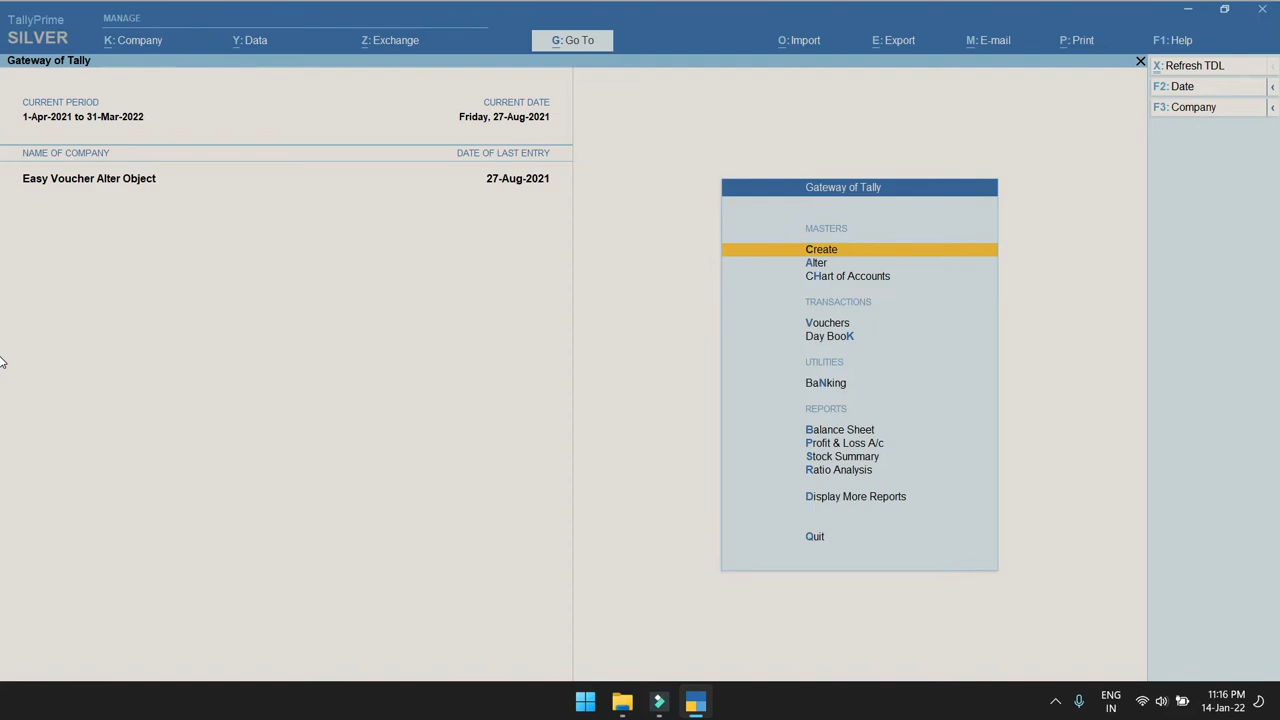 TallyPrime
SILVER
MANAGE
K: Company
Y: Data
Z: Exchange
G: Go To
O: Import
E: Export
M: E-mail
P: Print
F1: Help
Gateway of Tally
X: Refresh TDL
F2: Date
F3: Company
CURRENT PERIOD
CURRENT DATE
1-Apr-2021 to 31-Mar-2022
Friday, 27-Aug-2021
NAME OF COMPANY
DATE OF LAST ENTRY
Easy Voucher Alter Object
27-Aug-2021
Gateway of Tally
MASTERS
Create
Alter
CHart of Accounts
TRANSACTIONS
Vouchers
Day BooK
UTILITIES
BaNking
REPORTS
Balance Sheet
Profit & Loss A/c
Stock Summary
Ratio Analysis
Display More Reports
Quit
ENG
IN
11:16 PM
14-Jan-22